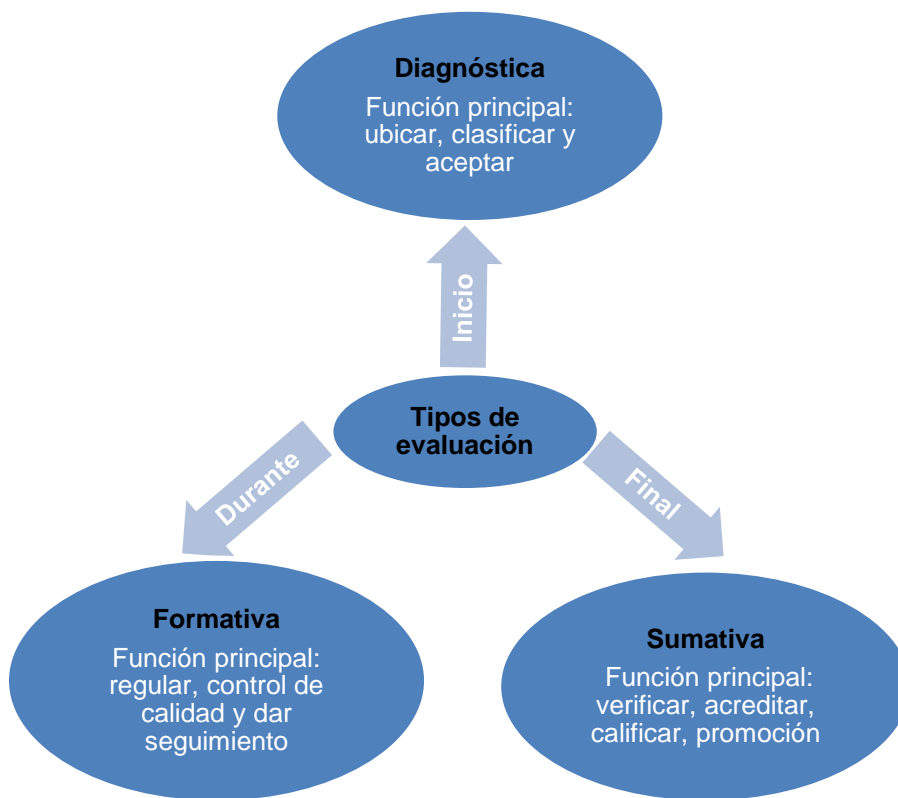 Diagnóstica
Función principal:
ubicar, clasificar y
aceptar
Inicio
Tipos de
evaluación
Durante
Final
Formativa
Función principal:
regular, control de
calidad y dar
seguimiento
Sumativa
Función principal:
verificar, acreditar,
calificar, promoción